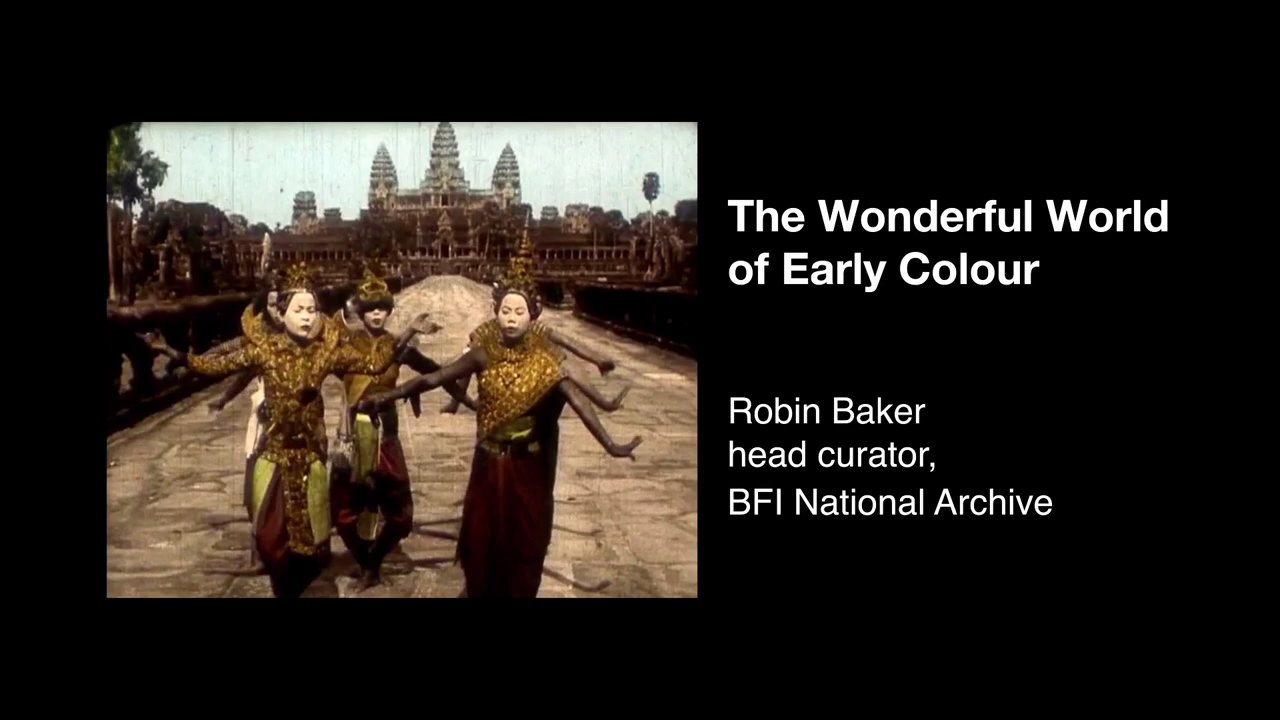 The Wonderful World
of Early Colour
Robin Baker
head curator,
BFI National Archive